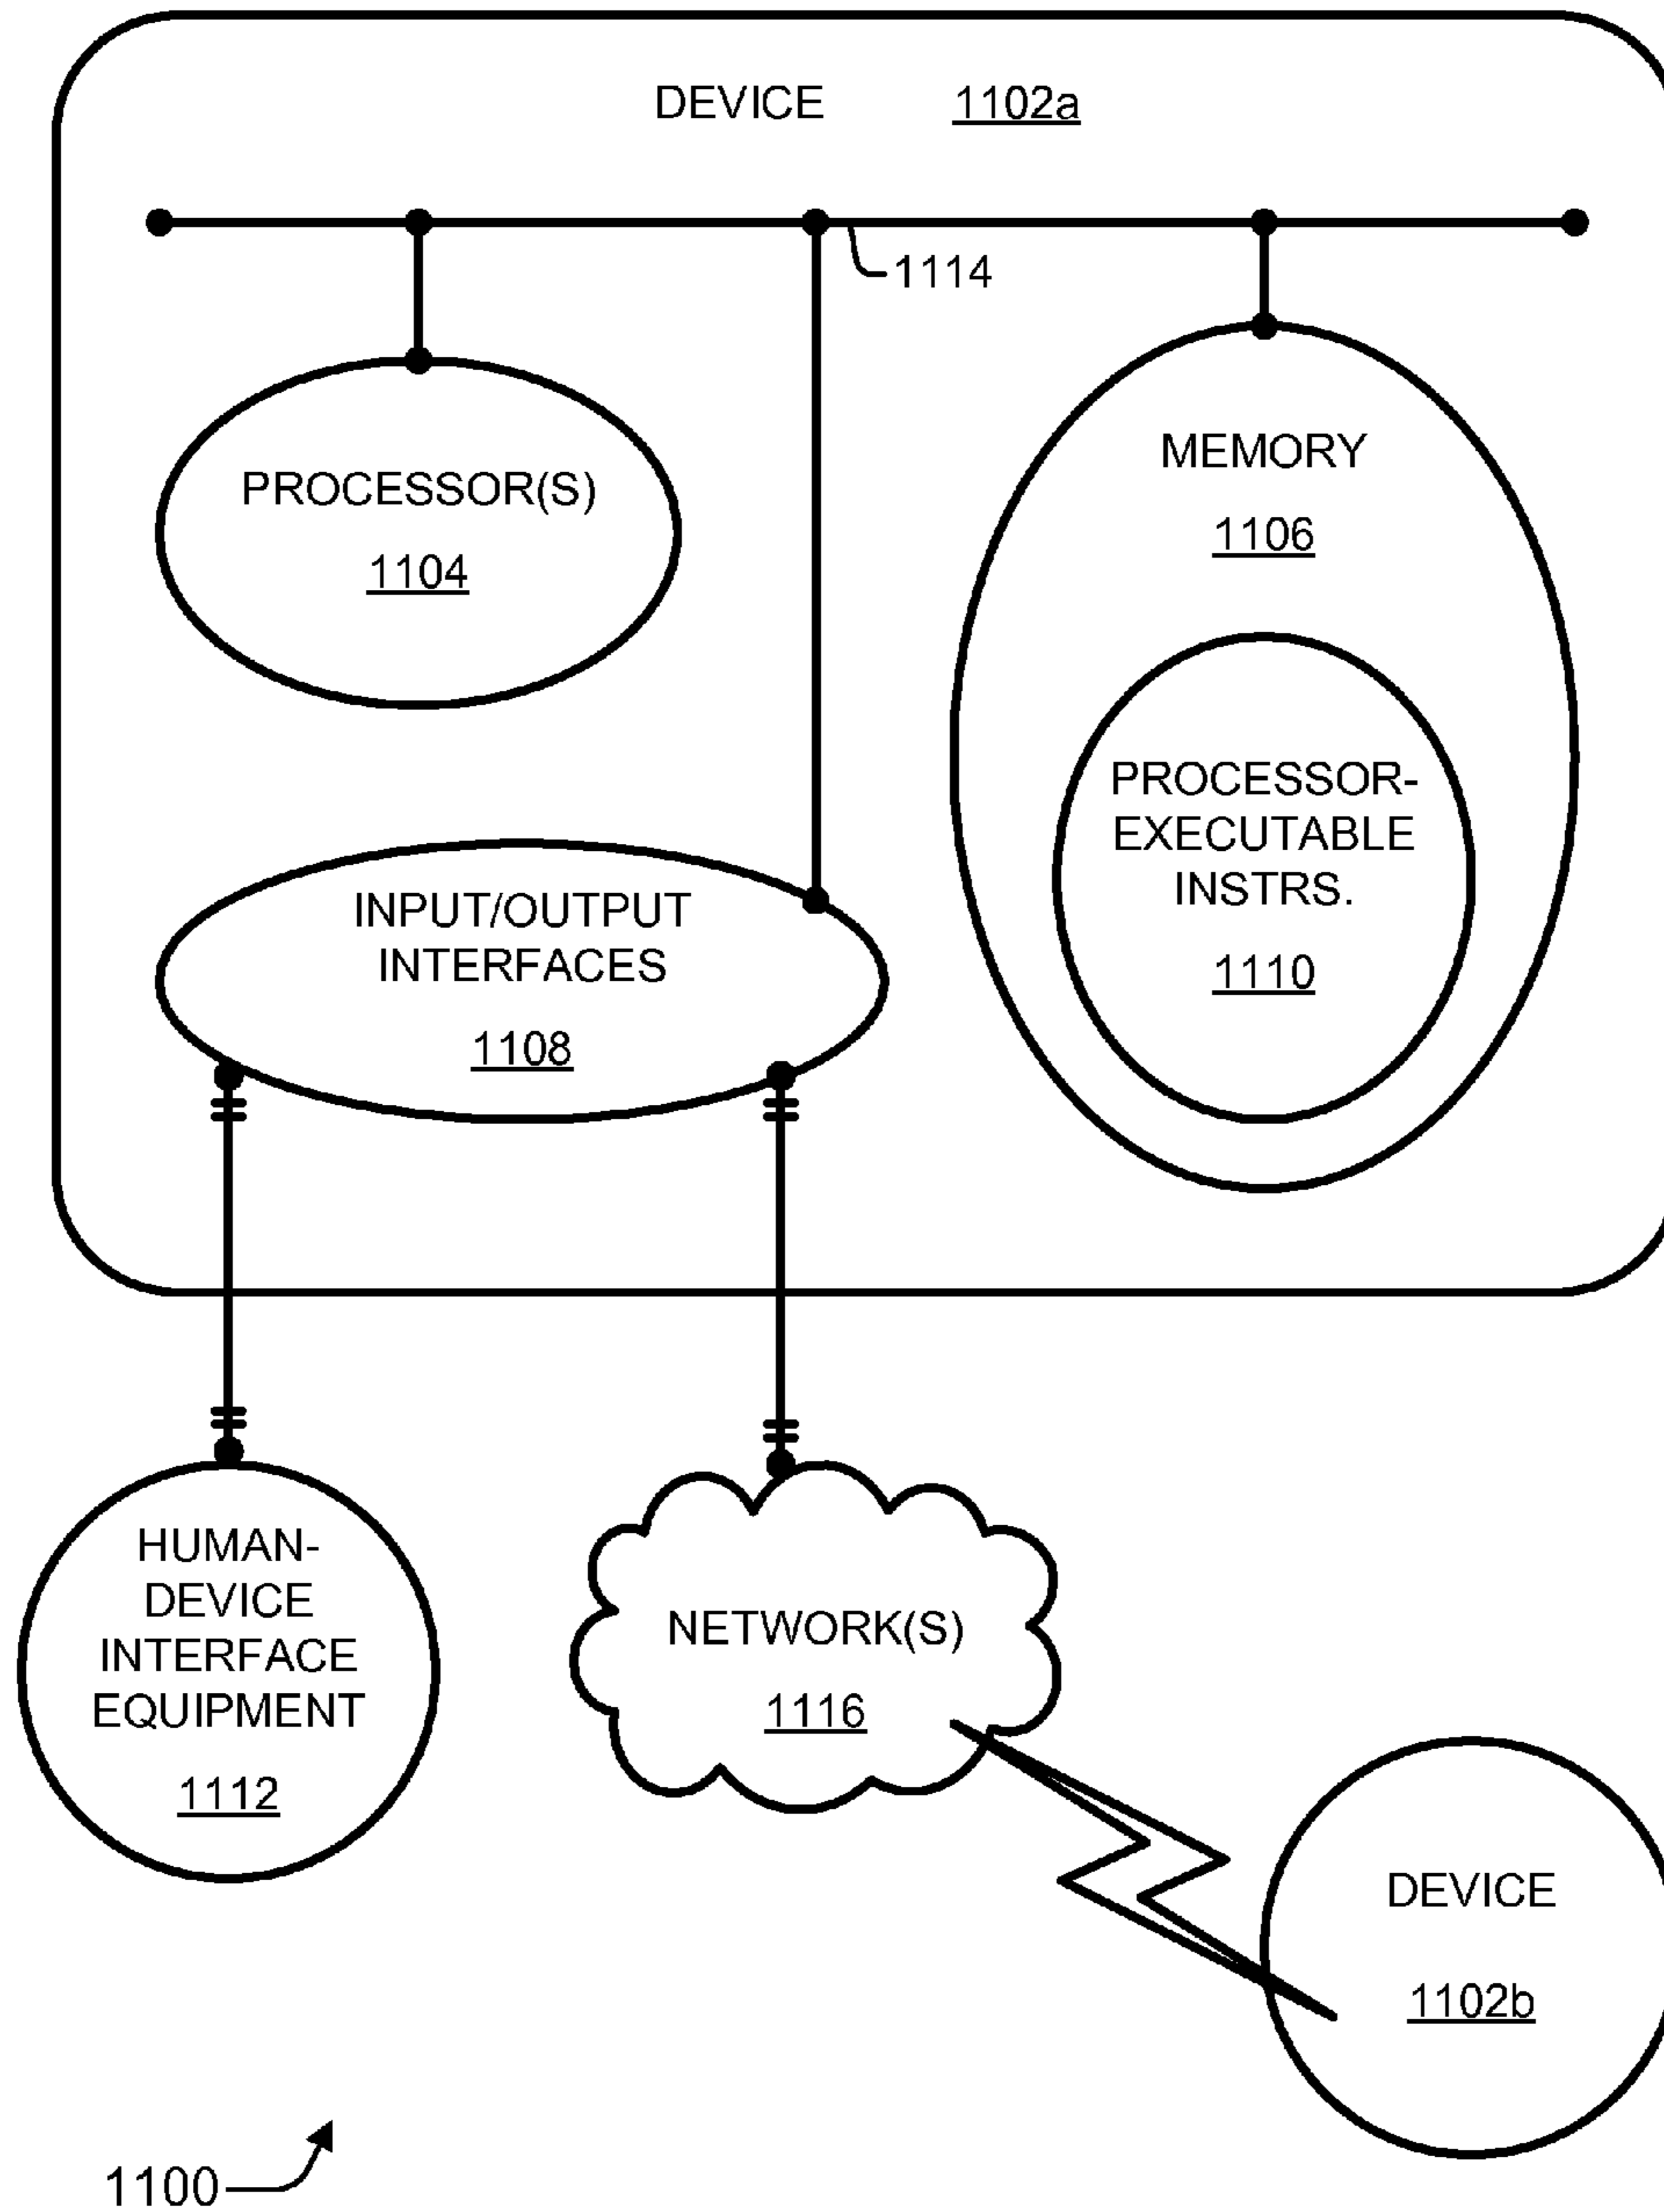 DEVICE 1102a
1114
PROCESSOR(S)
1104
MEMORY
1106
PROCESSOR-
EXECUTABLE
INSTRS.
1110
INPUT/OUTPUT
INTERFACES
1108
HUMAN-
DEVICE
INTERFACE
EQUIPMENT
1112
NETWORK(S)
1116
DEVICE
1102b
1100